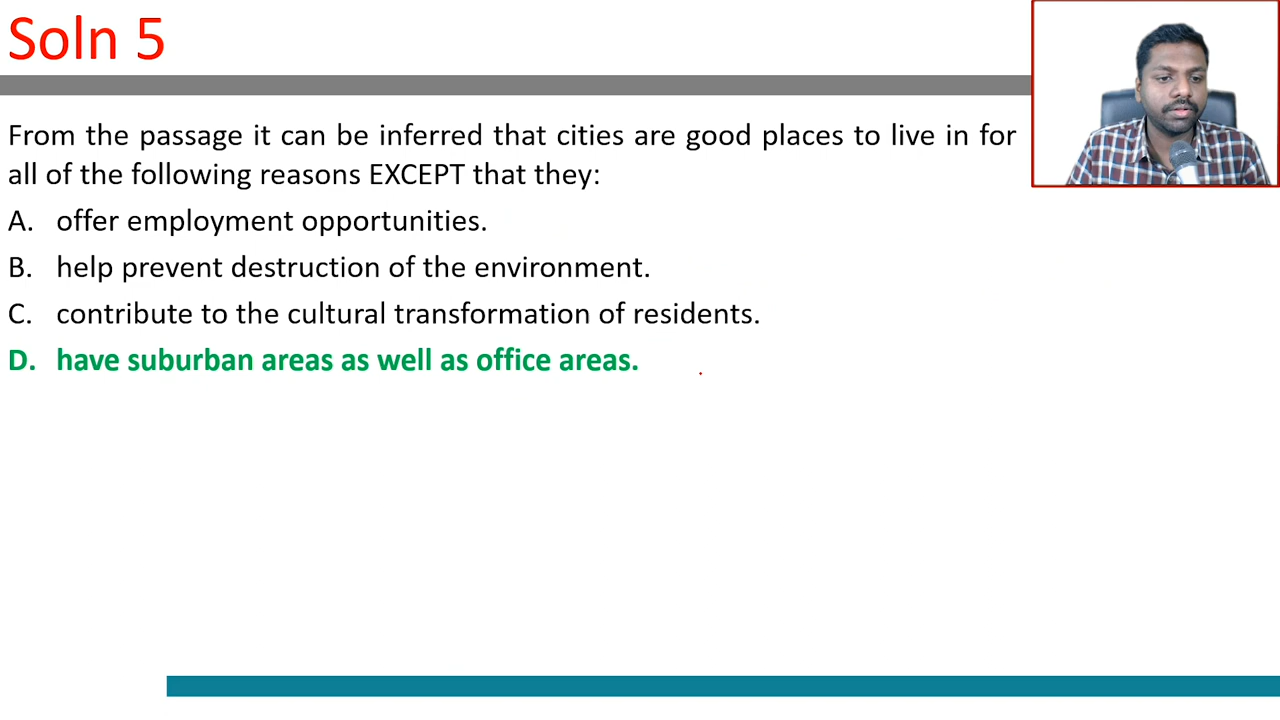 Soln 5
From the passage it can be inferred that cities are good places to live in for
all of the following reasons EXCEPT that they:
A. offer employment opportunities.
B. help prevent destruction of the environment.
C. contribute to the cultural transformation of residents.
D. have suburban areas as well as office areas.